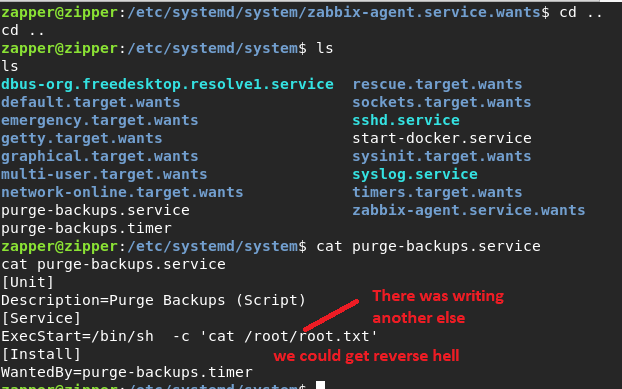 zapper@zipper:/etc/systemd/system/zabbix-agent.service.wants$ cd ..
cd ..
zapper@zipper:/etc/systemd/system$ ls
ls
dbus-org.freedesktop.resolve1.service  rescue.target.wants
default.target.wants  sockets.target.wants
emergency.target.wants  sshd.service
getty.target.wants  start-docker.service
graphical.target.wants  sysinit.target.wants
multi-user.target.wants  syslog.service
network-online.target.wants  timers.target.wants
purge-backups.service  zabbix-agent.service.wants
purge-backups.timer
zapper@zipper:/etc/systemd/system$ cat purge-backups.service
cat purge-backups.service
[Unit]
Description=Purge Backups (Script)
There was writing
another else
[Service]
ExecStart=/bin/sh  -c 'cat /root/root.txt'
[Install]
we could get reverse hell
WantedBy=purge-backups.timer
zapper@zipper:/etc/systemd/system$